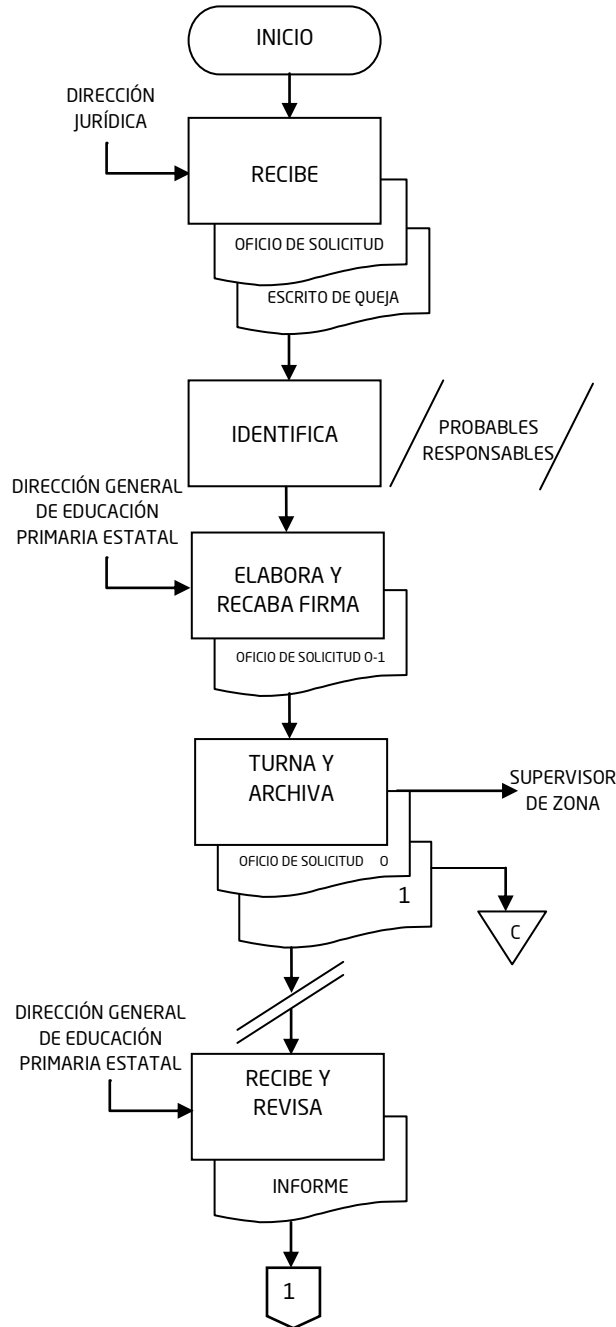 INICIO
DIRECCIÓN
JURÍDICA
RECIBE
OFICIO DE SOLICITUD
ESCRITO DE QUEJA
IDENTIFICA
PROBABLES
RESPONSABLES
DIRECCIÓN GENERAL
DE EDUCACIÓN
PRIMARIA ESTATAL
ELABORA Y
RECABA FIRMA
OFICIO DE SOLICITUD O-1
TURNA Y
ARCHIVA
SUPERVISOR
DE ZONA
OFICIO DE SOLICITUD O
1
C
DIRECCIÓN GENERAL
DE EDUCACIÓN
PRIMARIA ESTATAL
RECIBE Y
REVISA
INFORME
1